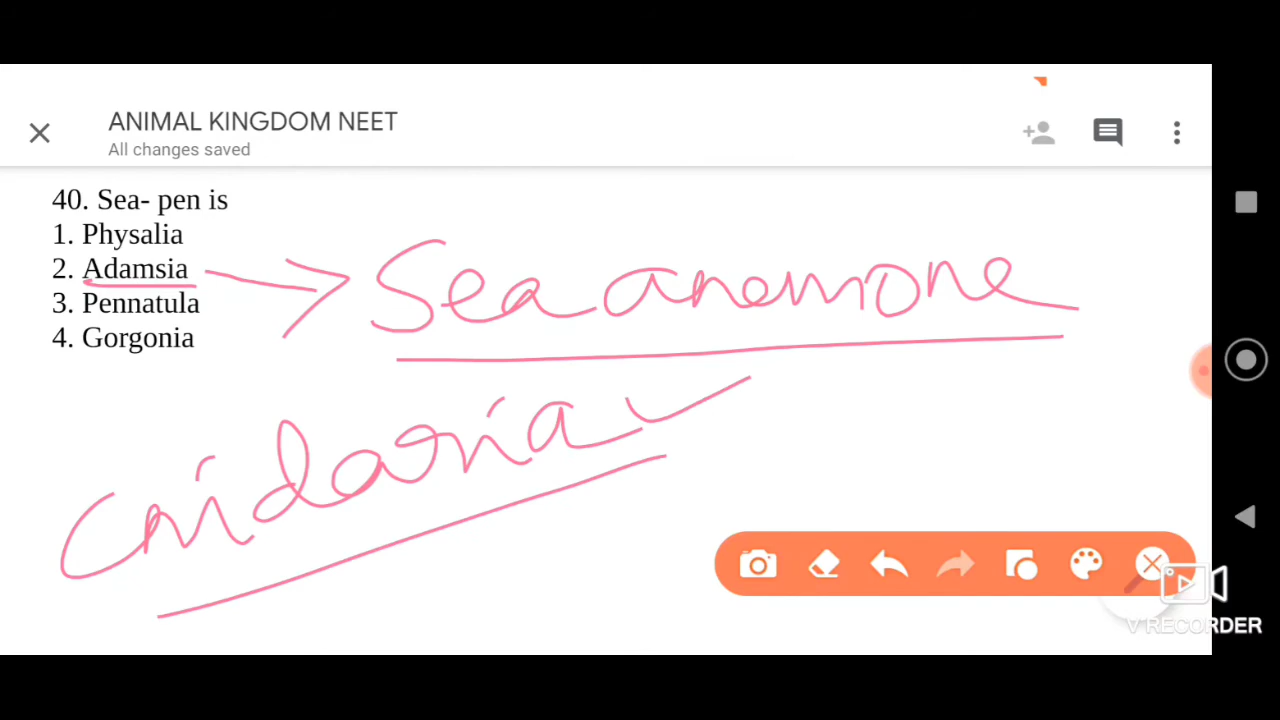 ANIMAL KINGDOM NEET
All changes saved
40. Sea- pen is
1. Physalia
2. Adamsia
Sea anemone
3. Pennatula
4. Gorgonia
Cnidaria
V RECORDER